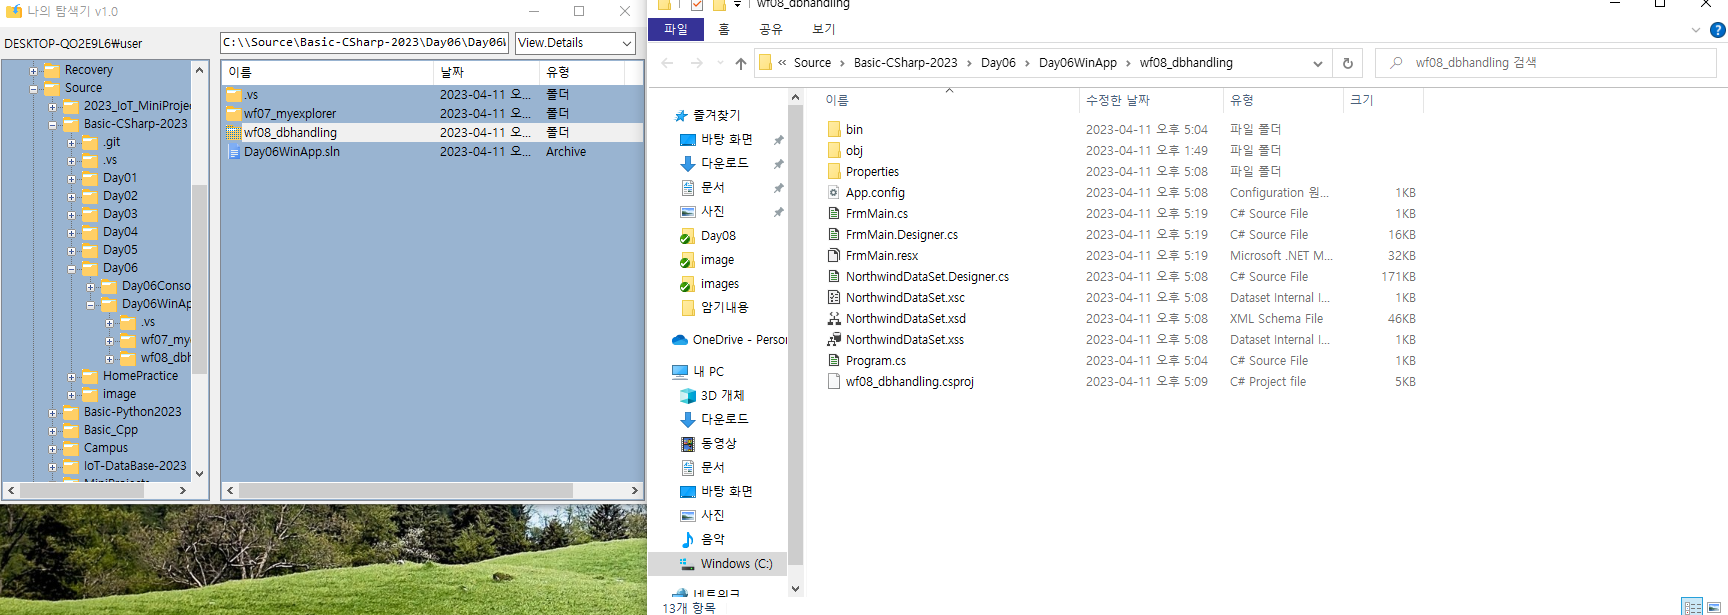 나의 탐색기 v1.0
DESKTOP-QO2E9L6₩user
C:\\Source\Basic-CSharp-2023\Day06\Day06
View.Details
Recovery
Source
2023_IoT_MiniProje
Basic-CSharp-2023
.git
.vs
Day01
Day02
Day03
Day04
Day05
Day06
Day06Conso
Day06WinAp
.vs
wf07_my
wf08_dbh
HomePractice
image
Basic-Python2023
Basic_Cpp
Campus
IoT-DataBase-2023
MiniProjects
이름 날짜 유형
.vs 2023-04-11 오... 폴더
wf07_myexplorer 2023-04-11 오... 폴더
wf08_dbhandling 2023-04-11 오... 폴더
Day06WinApp.sln 2023-04-11 오... Archive
wf08_dbhandling
파일 홈 공유 보기
« Source › Basic-CSharp-2023 › Day06 › Day06WinApp › wf08_dbhandling
wf08_dbhandling 검색
즐겨찾기
바탕 화면
다운로드
문서
사진
Day08
image
images
암기내용
OneDrive - Person
내 PC
3D 개체
다운로드
동영상
문서
바탕 화면
사진
음악
Windows (C:)
네트워크
이름 수정한 날짜 유형 크기
bin 2023-04-11 오후 5:04 파일 폴더
obj 2023-04-11 오후 1:49 파일 폴더
Properties 2023-04-11 오후 5:08 파일 폴더
App.config 2023-04-11 오후 5:08 Configuration 원... 1KB
FrmMain.cs 2023-04-11 오후 5:19 C# Source File 1KB
FrmMain.Designer.cs 2023-04-11 오후 5:19 C# Source File 16KB
FrmMain.resx 2023-04-11 오후 5:19 Microsoft .NET M... 32KB
NorthwindDataSet.Designer.cs 2023-04-11 오후 5:08 C# Source File 171KB
NorthwindDataSet.xsc 2023-04-11 오후 5:08 Dataset Internal I... 1KB
NorthwindDataSet.xsd 2023-04-11 오후 5:08 XML Schema File 46KB
NorthwindDataSet.xss 2023-04-11 오후 5:08 Dataset Internal I... 1KB
Program.cs 2023-04-11 오후 5:04 C# Source File 1KB
wf08_dbhandling.csproj 2023-04-11 오후 5:09 C# Project file 5KB
13개 항목